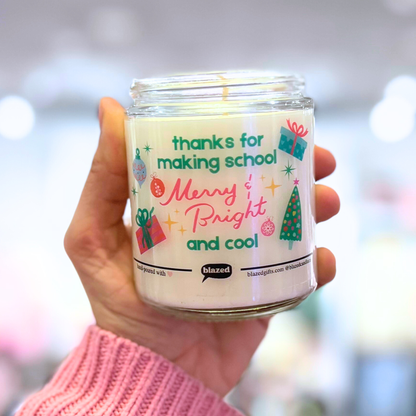 thanks for
making school
Merry &
Bright
and cool
blazed
blazedgifts.com